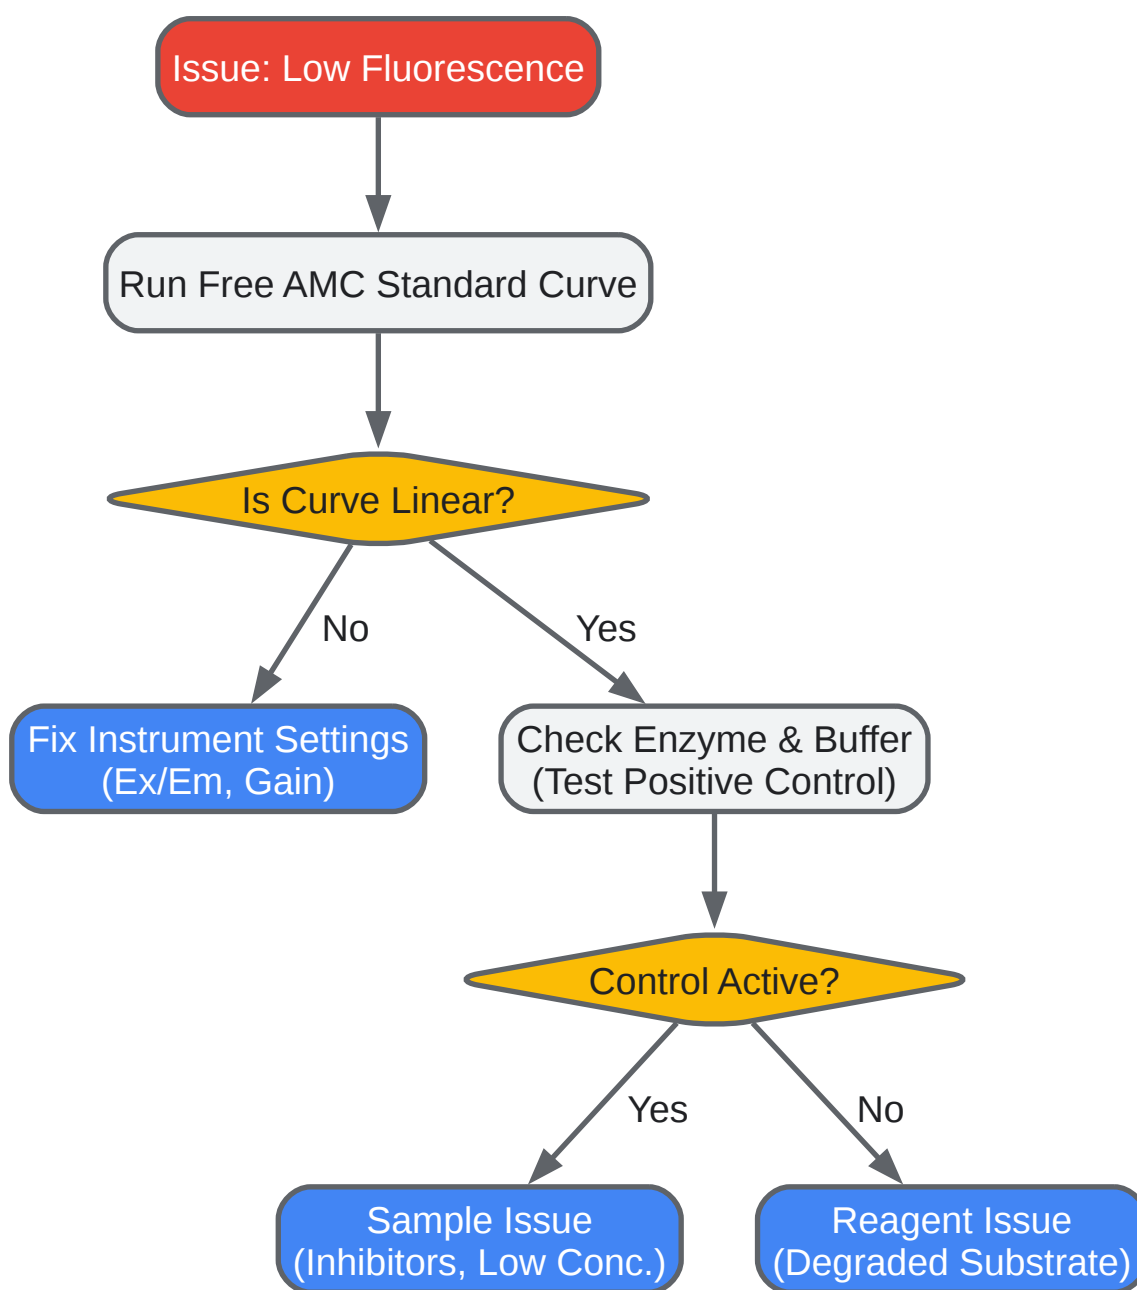 Issue: Low Fluorescence
Run Free AMC Standard Curve
Is Curve Linear?
No
Yes
Fix Instrument Settings
(Ex/Em, Gain)
Check Enzyme & Buffer
(Test Positive Control)
Control Active?
Yes
No
Sample Issue
(Inhibitors, Low Conc.)
Reagent Issue
(Degraded Substrate)